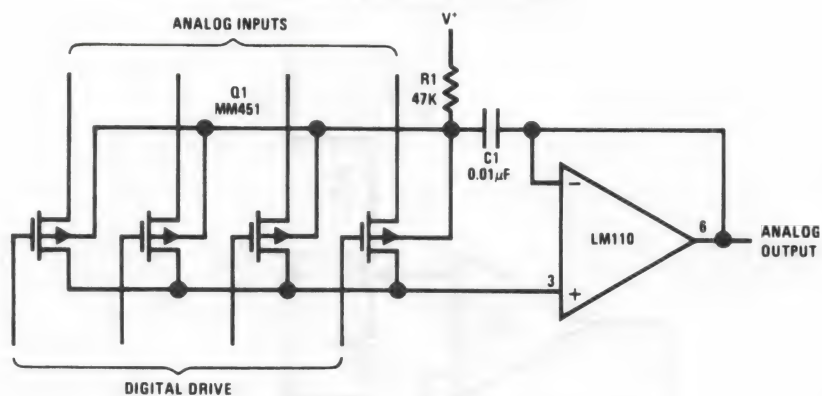 ANALOG INPUTS
V+
Q1
MM451
R1
47K
C1
0.01μF
−
LM110
6
ANALOG
OUTPUT
3
+
DIGITAL DRIVE